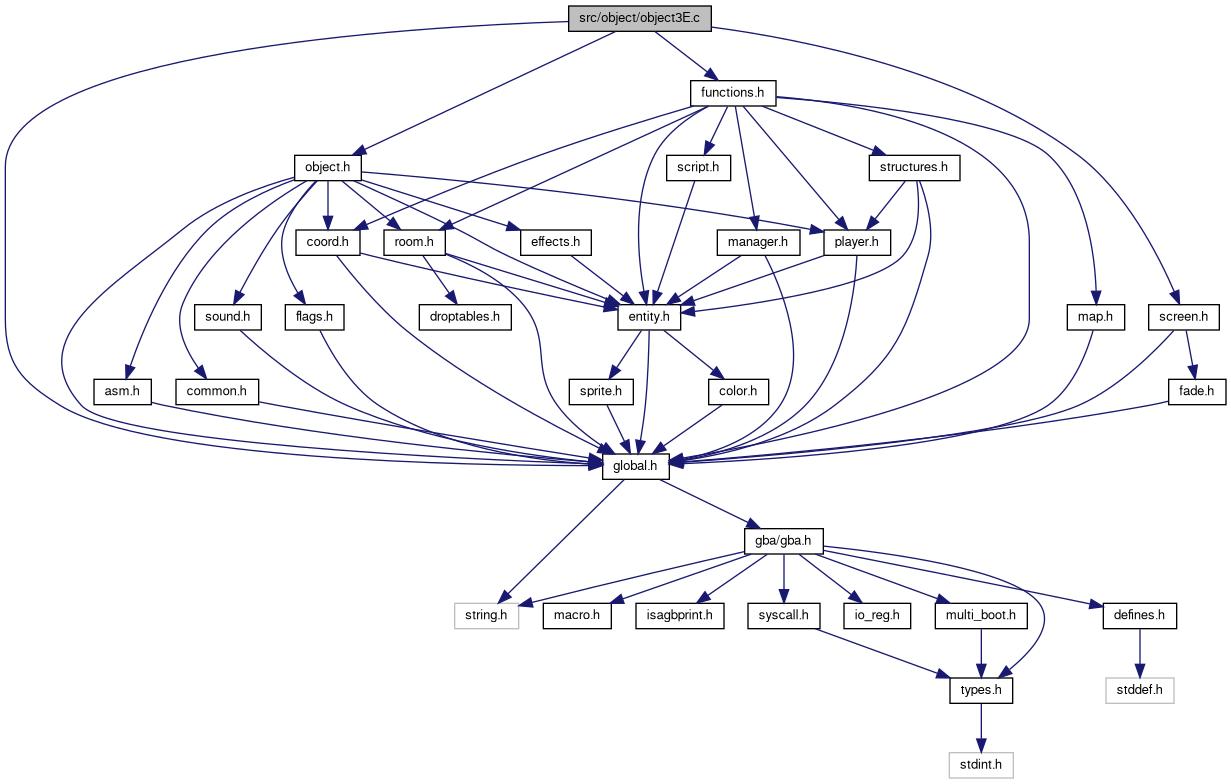 src/object/object3E.c
functions.h
object.h
script.h
structures.h
coord.h
room.h
effects.h
manager.h
player.h
sound.h
flags.h
droptables.h
entity.h
map.h
screen.h
asm.h
common.h
sprite.h
color.h
fade.h
global.h
gba/gba.h
string.h
macro.h
isagbprint.h
syscall.h
io_reg.h
multi_boot.h
defines.h
types.h
stddef.h
stdint.h